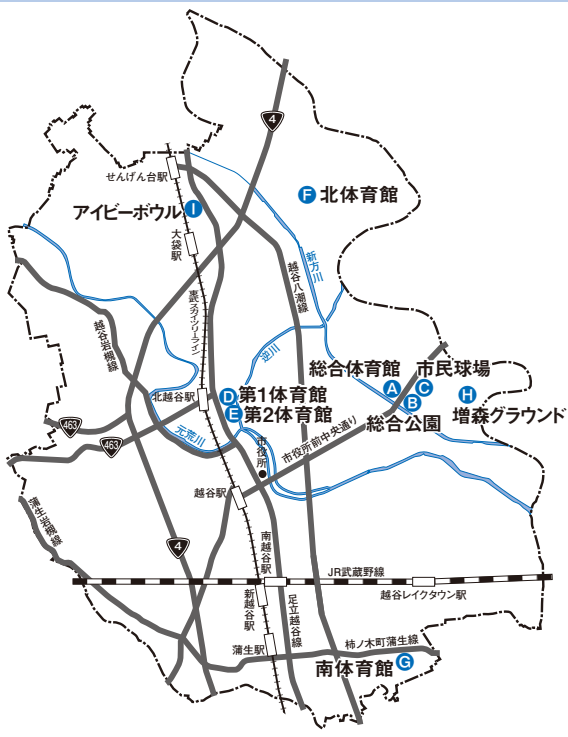 4
せんげん台駅
F 北体育館
アイビーボウル I
大袋駅
新方川
越谷八潮線
東武スカイツリーライン
越谷岩槻線
逆川
総合体育館
市民球場
A
C
B
H
北越谷駅
D 第1体育館
E 第2体育館
総合公園
増森グラウンド
463
463
元荒川
市役所
市役所前中央通り
越谷駅
蒲生岩槻線
4
南越谷駅
JR武蔵野線
新越谷駅
足立越谷線
越谷レイクタウン駅
蒲生駅
柿ノ木町蒲生線
南体育館 G